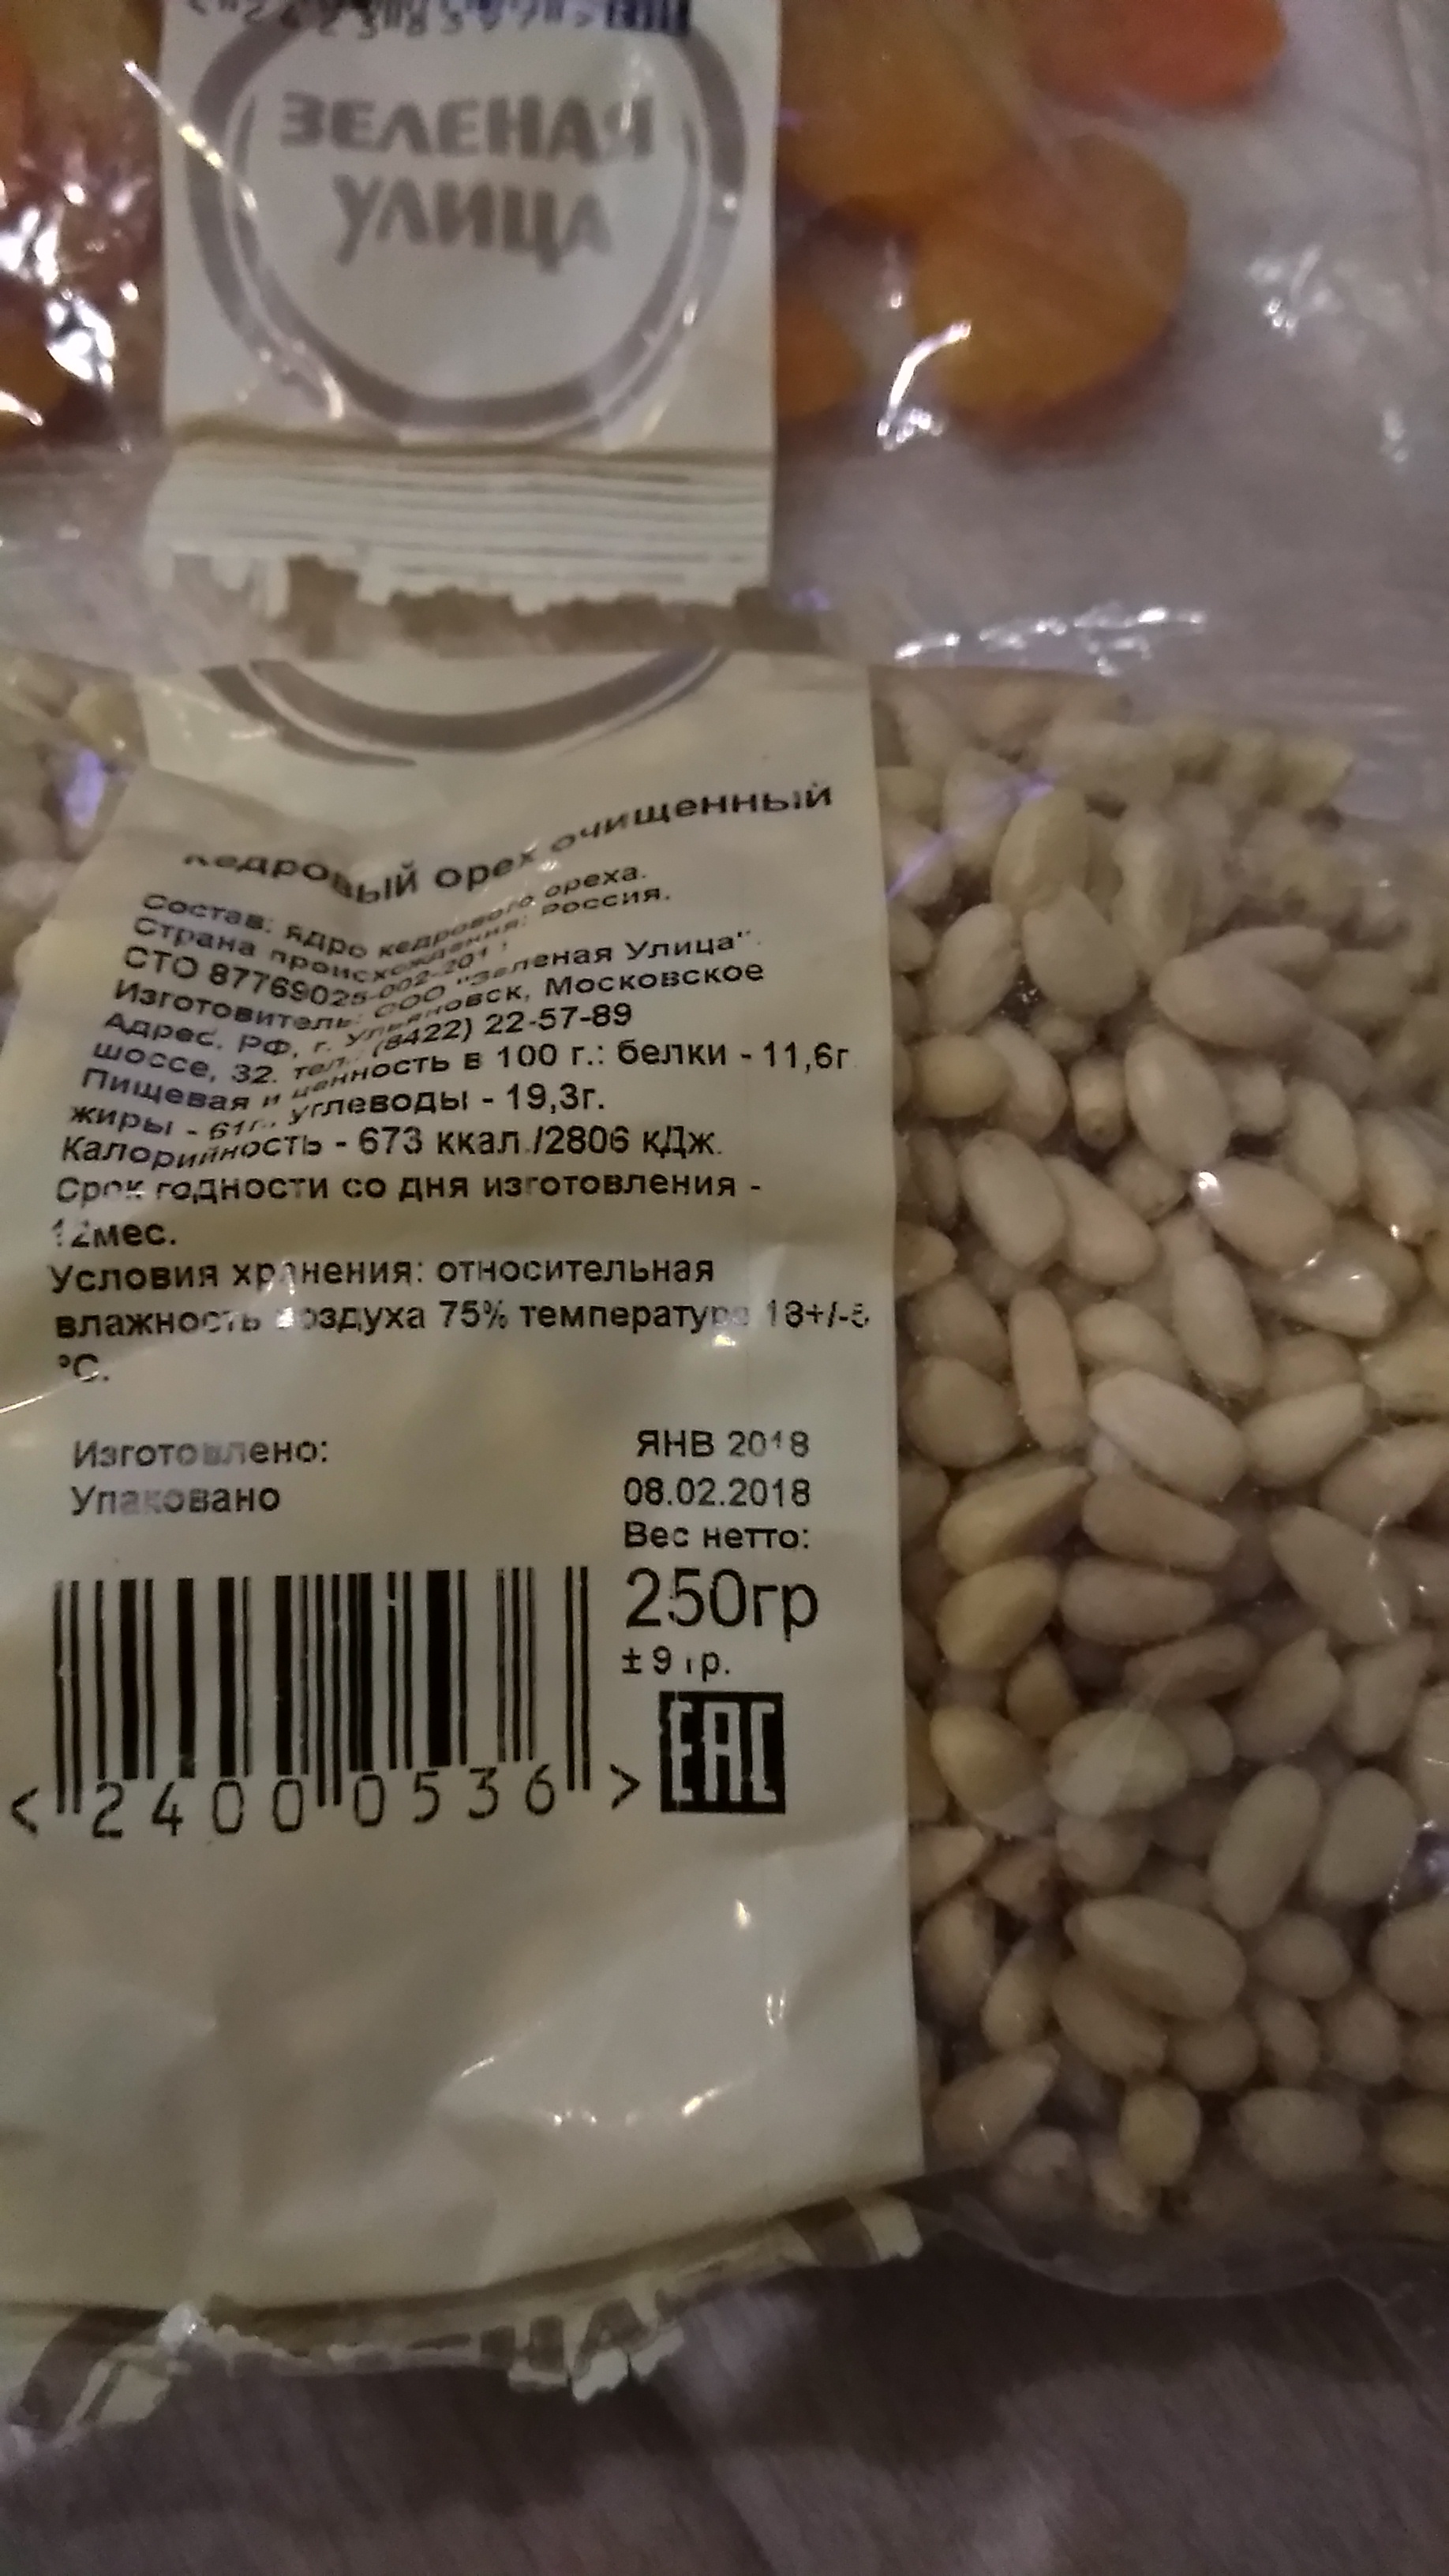 ЗЕЛЕНАЯ
УЛИЦА
Кедровый орех очищенный
Состав: ядро кедрового ореха.
Страна происхождения: Россия.
СТО 87769025-002-201
Изготовитель: ООО "Зеленая Улица".
Адрес. РФ, г. Ульяновск, Московское
шоссе, 32. тел.: (8422) 22-57-89
Пищевая и ценность в 100 г.: белки - 11,6г
жиры - 61г., углеводы - 19,3г.
Калорийность - 673 ккал./2806 кДж.
Срок годности со дня изготовления -
12мес.
Условия хранения: относительная
влажность воздуха 75% температура 18+/-5
°С.
Изготовлено: ЯНВ 2018
Упаковано 08.02.2018
Вес нетто:
250гр
± 9 гр.
EAC
< 2400 0536 >